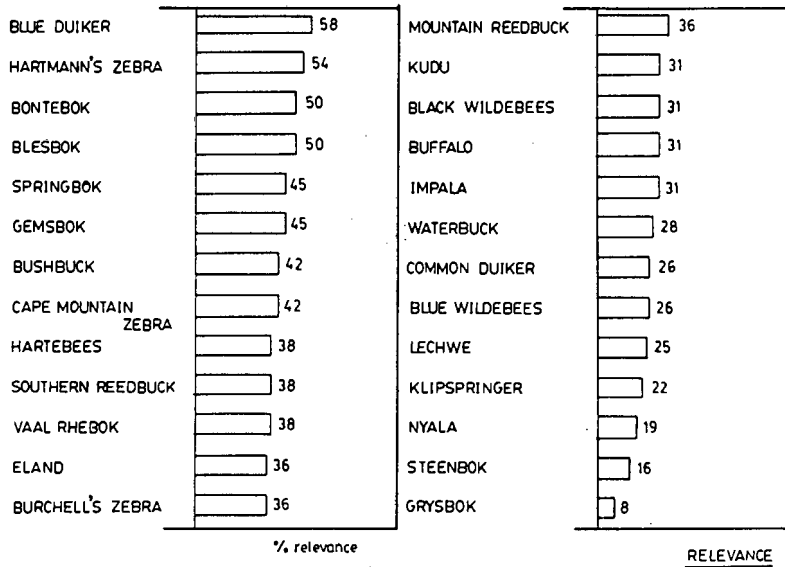 BLUE DUIKER 58
HARTMANN'S ZEBRA 54
BONTEBOK 50
BLESBOK 50
SPRINGBOK 45
GEMSBOK 45
BUSHBUCK 42
CAPE MOUNTAIN
ZEBRA 42
HARTEBEES 38
SOUTHERN REEDBUCK 38
VAAL RHEBOK 38
ELAND 36
BURCHELL'S ZEBRA 36
% relevance
MOUNTAIN REEDBUCK 36
KUDU 31
BLACK WILDEBEES 31
BUFFALO 31
IMPALA 31
WATERBUCK 28
COMMON DUIKER 26
BLUE WILDEBEES 26
LECHWE 25
KLIPSPRINGER 22
NYALA 19
STEENBOK 16
GRYSBOK 8
RELEVANCE